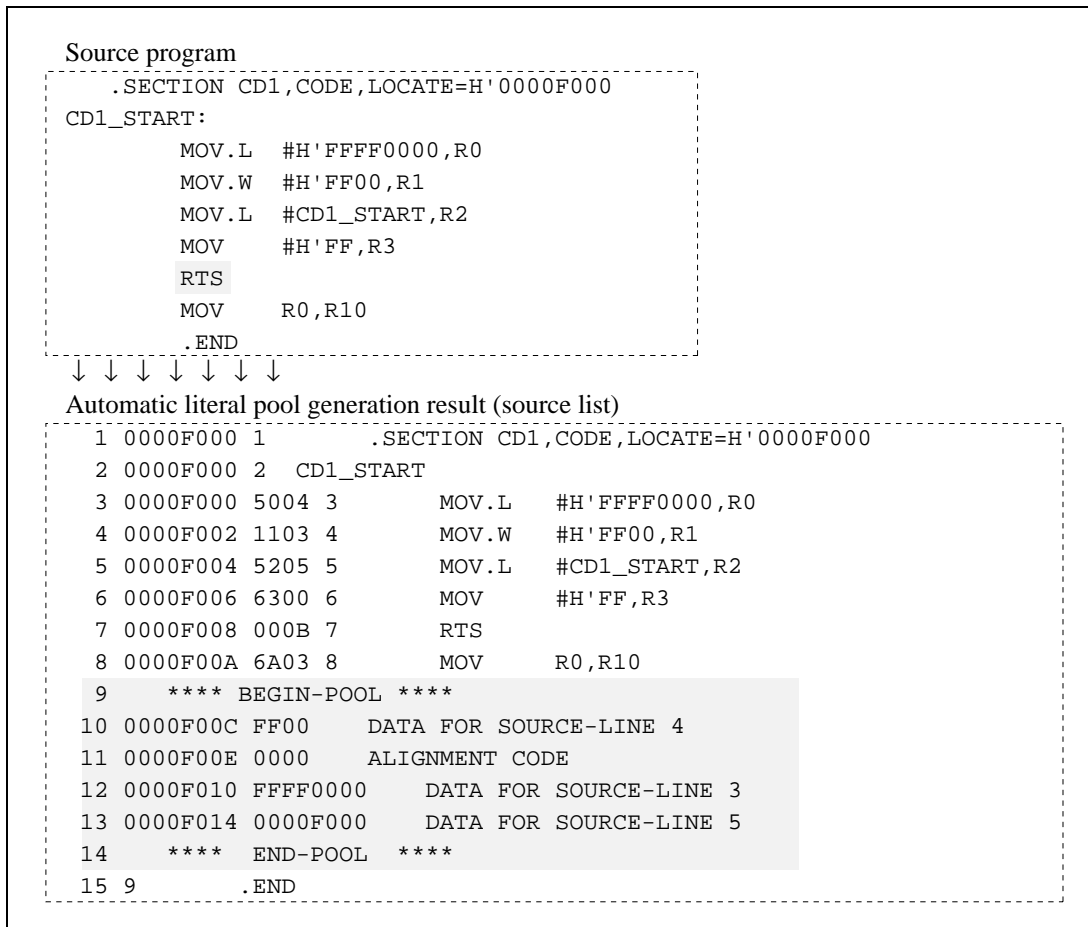 Source program
.SECTION CD1,CODE,LOCATE=H'0000F000
CD1_START:
MOV.L #H'FFFF0000,R0
MOV.W #H'FF00,R1
MOV.L #CD1_START,R2
MOV #H'FF,R3
RTS
MOV R0,R10
.END
↓ ↓ ↓ ↓ ↓ ↓ ↓
Automatic literal pool generation result (source list)
1 0000F000 1 .SECTION CD1,CODE,LOCATE=H'0000F000
2 0000F000 2 CD1_START
3 0000F000 5004 3 MOV.L #H'FFFF0000,R0
4 0000F002 1103 4 MOV.W #H'FF00,R1
5 0000F004 5205 5 MOV.L #CD1_START,R2
6 0000F006 6300 6 MOV #H'FF,R3
7 0000F008 000B 7 RTS
8 0000F00A 6A03 8 MOV R0,R10
9 **** BEGIN-POOL ****
10 0000F00C FF00 DATA FOR SOURCE-LINE 4
11 0000F00E 0000 ALIGNMENT CODE
12 0000F010 FFFF0000 DATA FOR SOURCE-LINE 3
13 0000F014 0000F000 DATA FOR SOURCE-LINE 5
14 **** END-POOL ****
15 9 .END